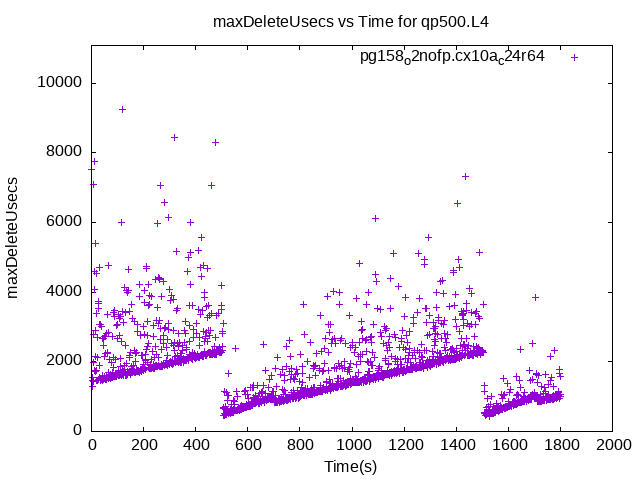 maxDeleteUsecs vs Time for qp500.L4
pg158o2nofp.cx10ac24r64
10000
8000
6000
4000
2000
0
maxDeleteUsecs
0 200 400 600 800 1000 1200 1400 1600 1800 2000
Time(s)